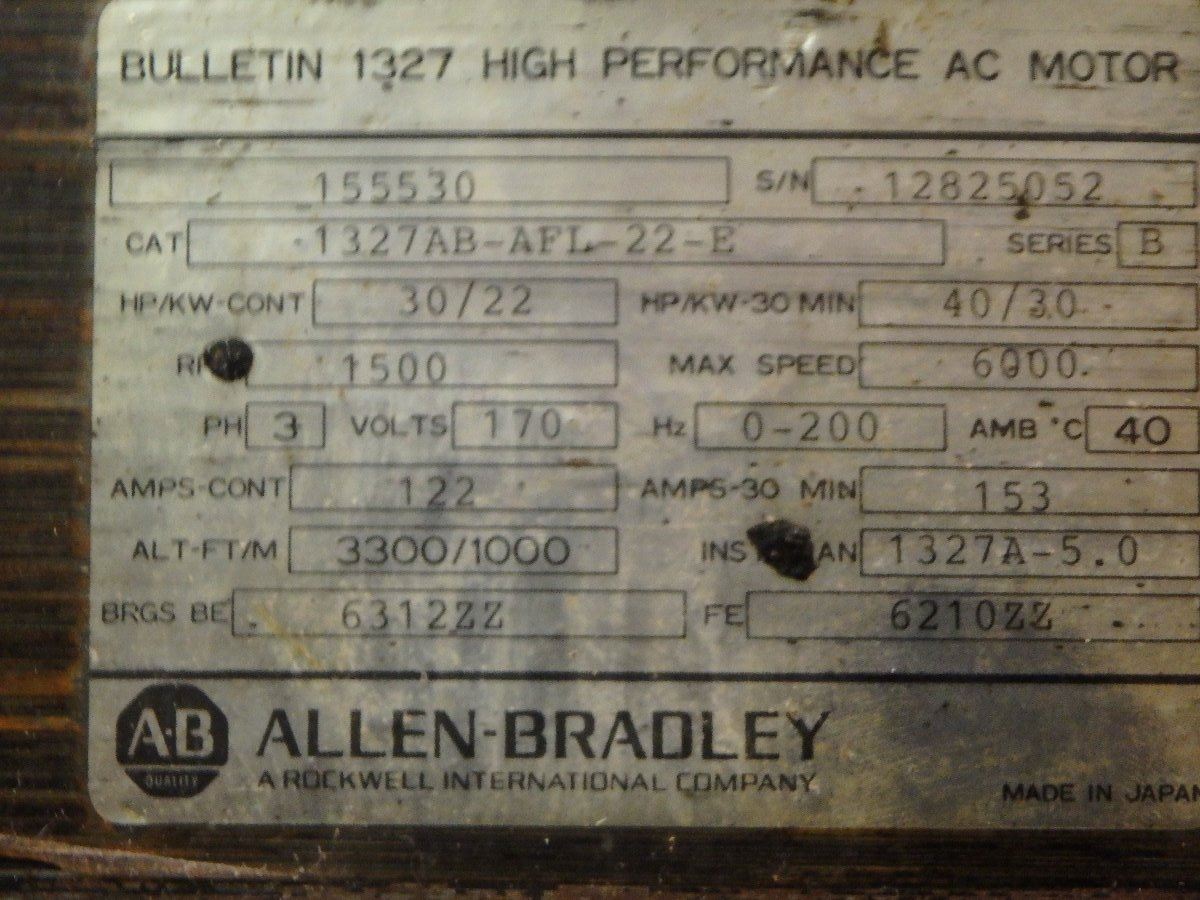 BULLETIN 1327 HIGH PERFORMANCE AC MOTOR
155530 S/N 12825052
CAT 1327AB-AFL-22-E SERIES B
HP/KW-CONT 30/22 HP/KW-30 MIN 40/30
1500 MAX SPEED 6000
PH 3 VOLTS 170 Hz 0-200 AMB °C 40
AMPS-CONT 122 AMPS-30 MIN 153
ALT-FT/M 3300/1000 1327A-5.0
BRGS BE 6312ZZ FE 6210ZZ
A-B QUALITY
ALLEN-BRADLEY
A ROCKWELL INTERNATIONAL COMPANY
MADE IN JAPAN